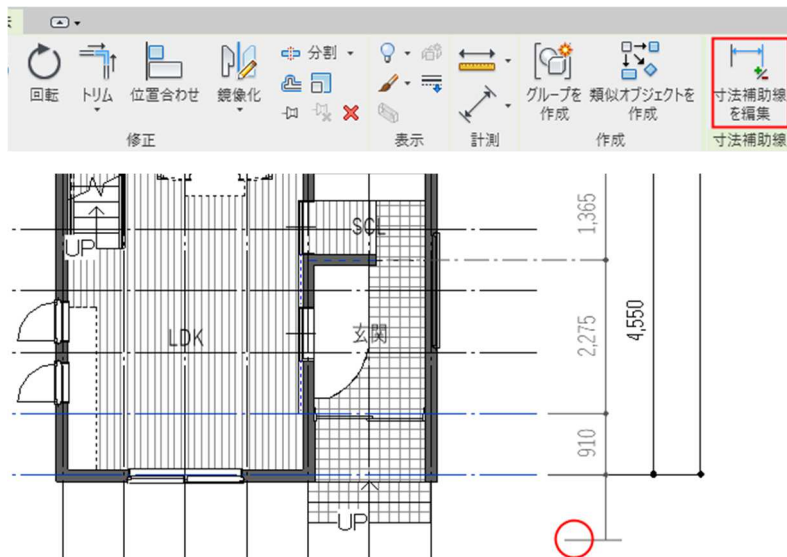 回転
トリム
位置合わせ
鏡像化
分割
グループを
作成
類似オブジェクトを
作成
寸法補助線
を編集
修正
表示
計測
作成
寸法補助線
1,365
SCL
UP
2,275
4,550
LDK
玄関
910
UP